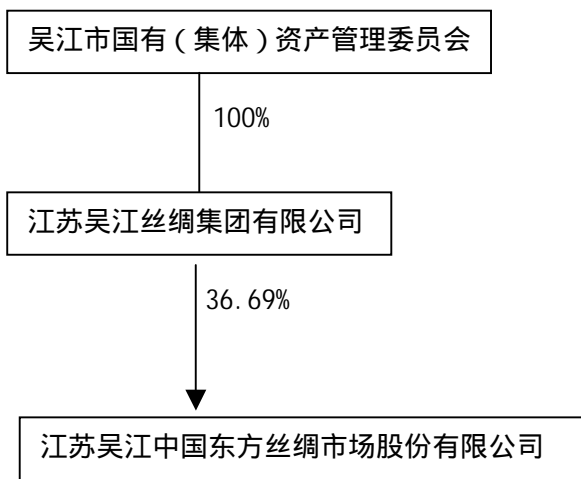 吴江市国有（集体）资产管理委员会
100%
江苏吴江丝绸集团有限公司
36.69%
江苏吴江中国东方丝绸市场股份有限公司